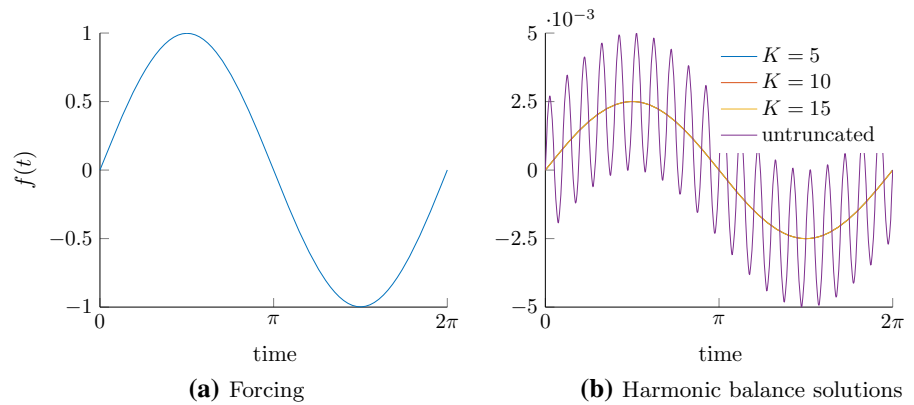 f(t)
1
0.5
0
−0.5
−1
0
π
2π
time
(a) Forcing
·10⁻³
5
2.5
0
−2.5
−5
0
π
2π
time
K = 5
K = 10
K = 15
untruncated
(b) Harmonic balance solutions